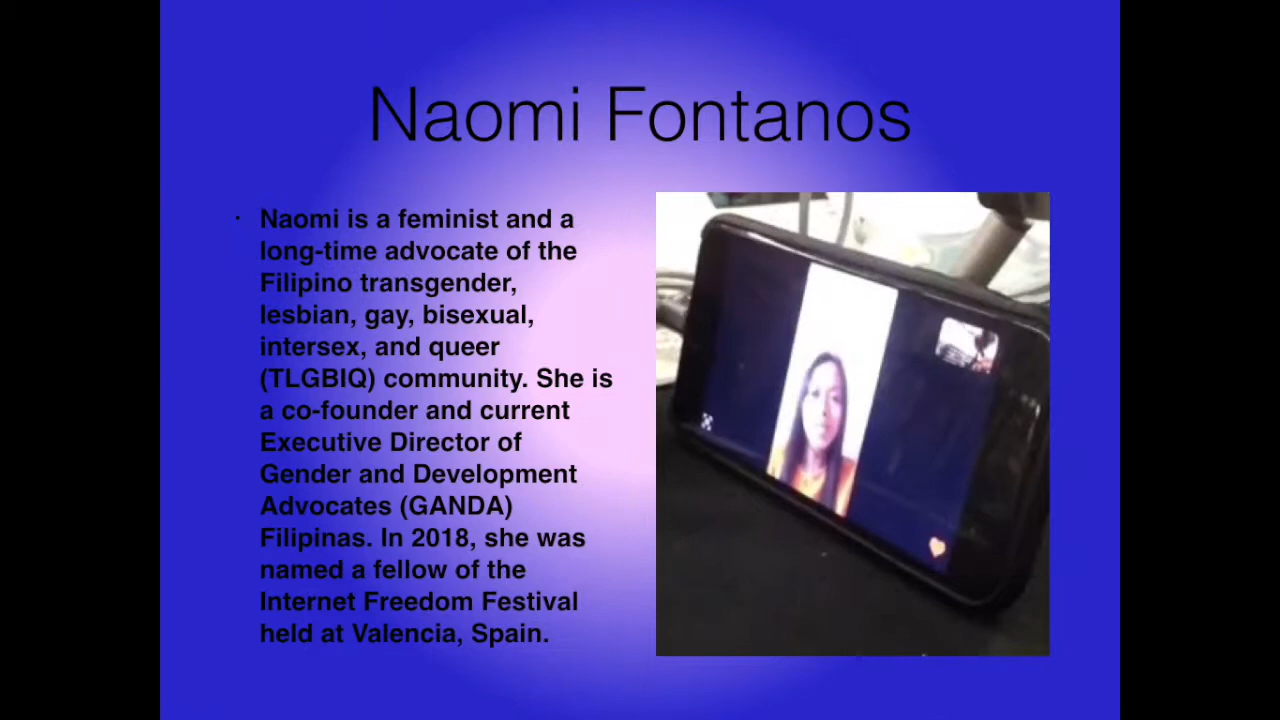 Naomi Fontanos
• Naomi is a feminist and a
long-time advocate of the
Filipino transgender,
lesbian, gay, bisexual,
intersex, and queer
(TLGBIQ) community. She is
a co-founder and current
Executive Director of
Gender and Development
Advocates (GANDA)
Filipinas. In 2018, she was
named a fellow of the
Internet Freedom Festival
held at Valencia, Spain.